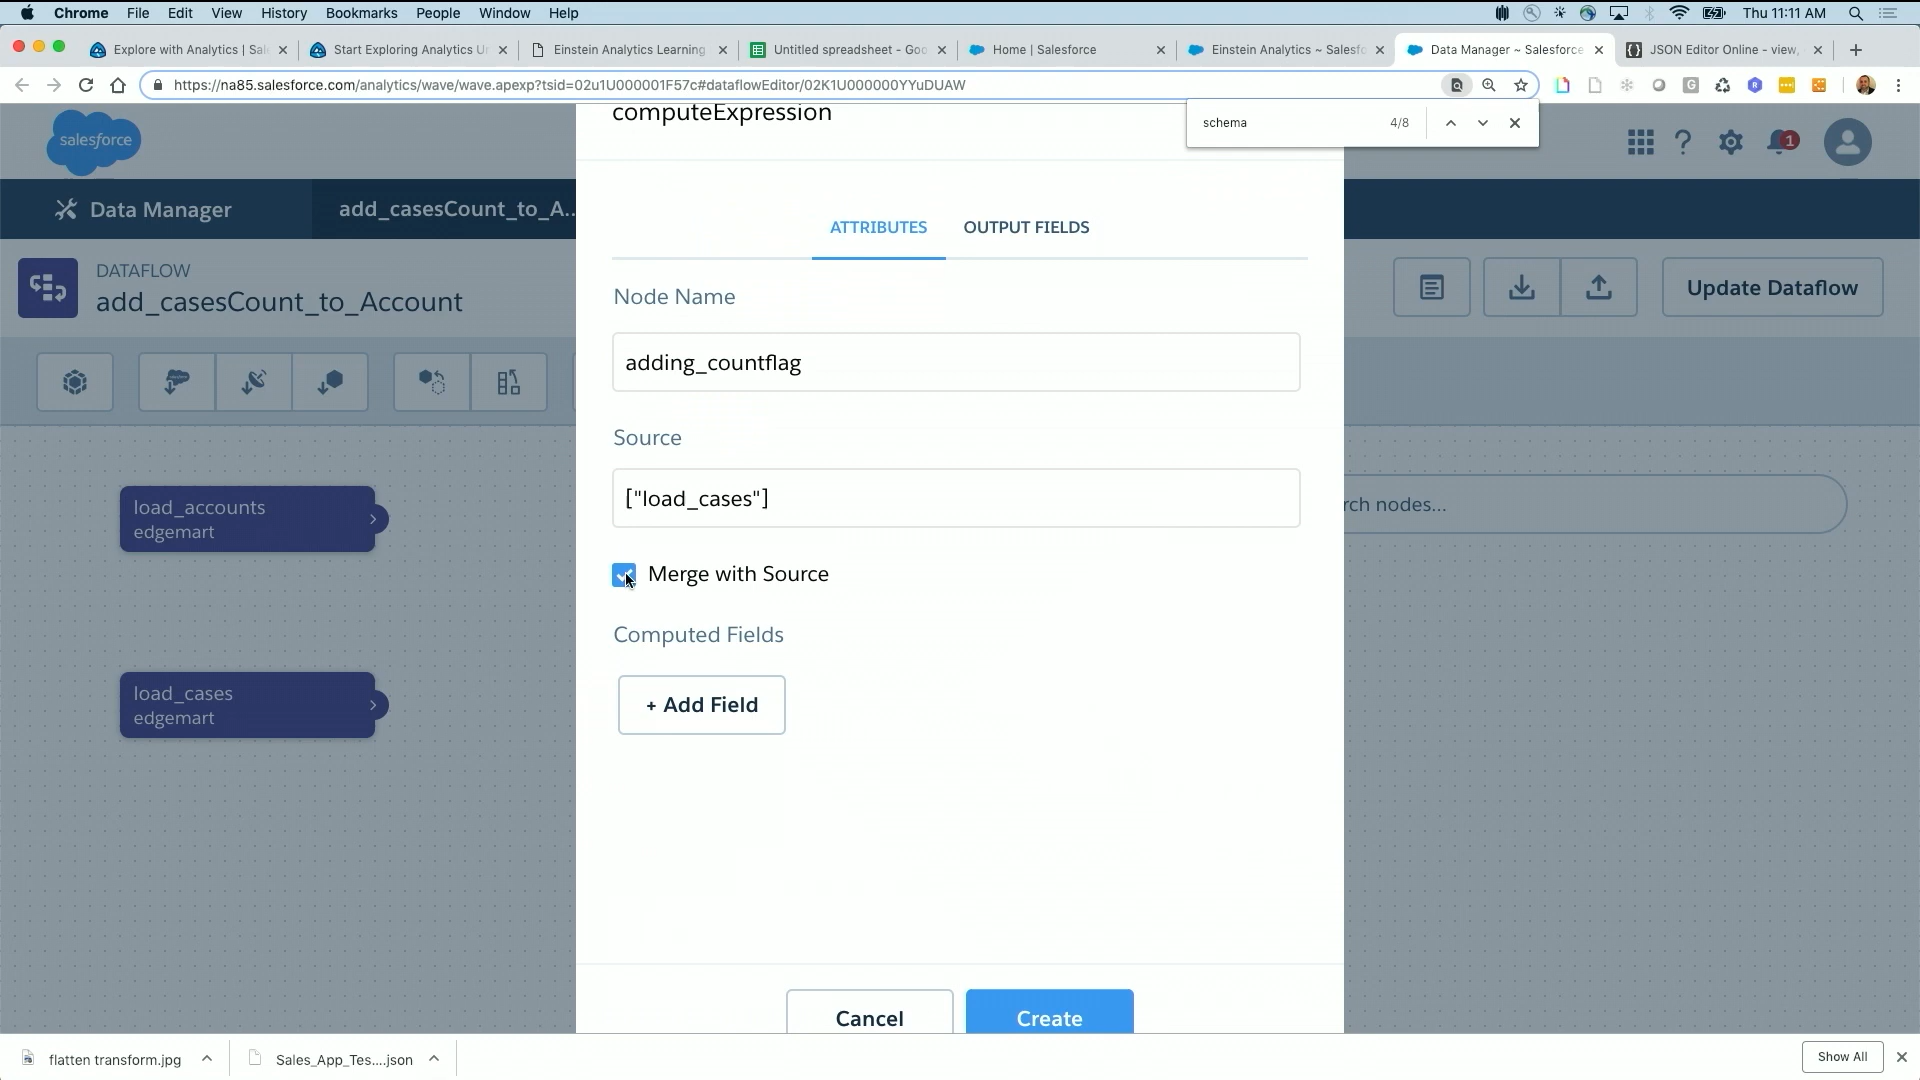 Chrome File Edit View History Bookmarks People Window Help Thu 11:11 AM
Explore with Analytics | Sal
Start Exploring Analytics U
Einstein Analytics Learning
Untitled spreadsheet - Goo
Home | Salesforce
Einstein Analytics ~ Salesfo
Data Manager ~ Salesforce
JSON Editor Online - view,
https://na85.salesforce.com/analytics/wave/wave.apexp?tsid=02u1U000001F57c#dataflowEditor/02K1U000000YYuDUAW
schema 4/8
salesforce
1
Data Manager
add_casesCount_to_A...
DATAFLOW
add_casesCount_to_Account
Update Dataflow
computeExpression
ATTRIBUTES OUTPUT FIELDS
Node Name
adding_countflag
Source
["load_cases"]
Merge with Source
Computed Fields
+ Add Field
Cancel
Create
load_accounts
edgemart
load_cases
edgemart
rch nodes...
flatten transform.jpg
Sales_App_Tes....json
Show All